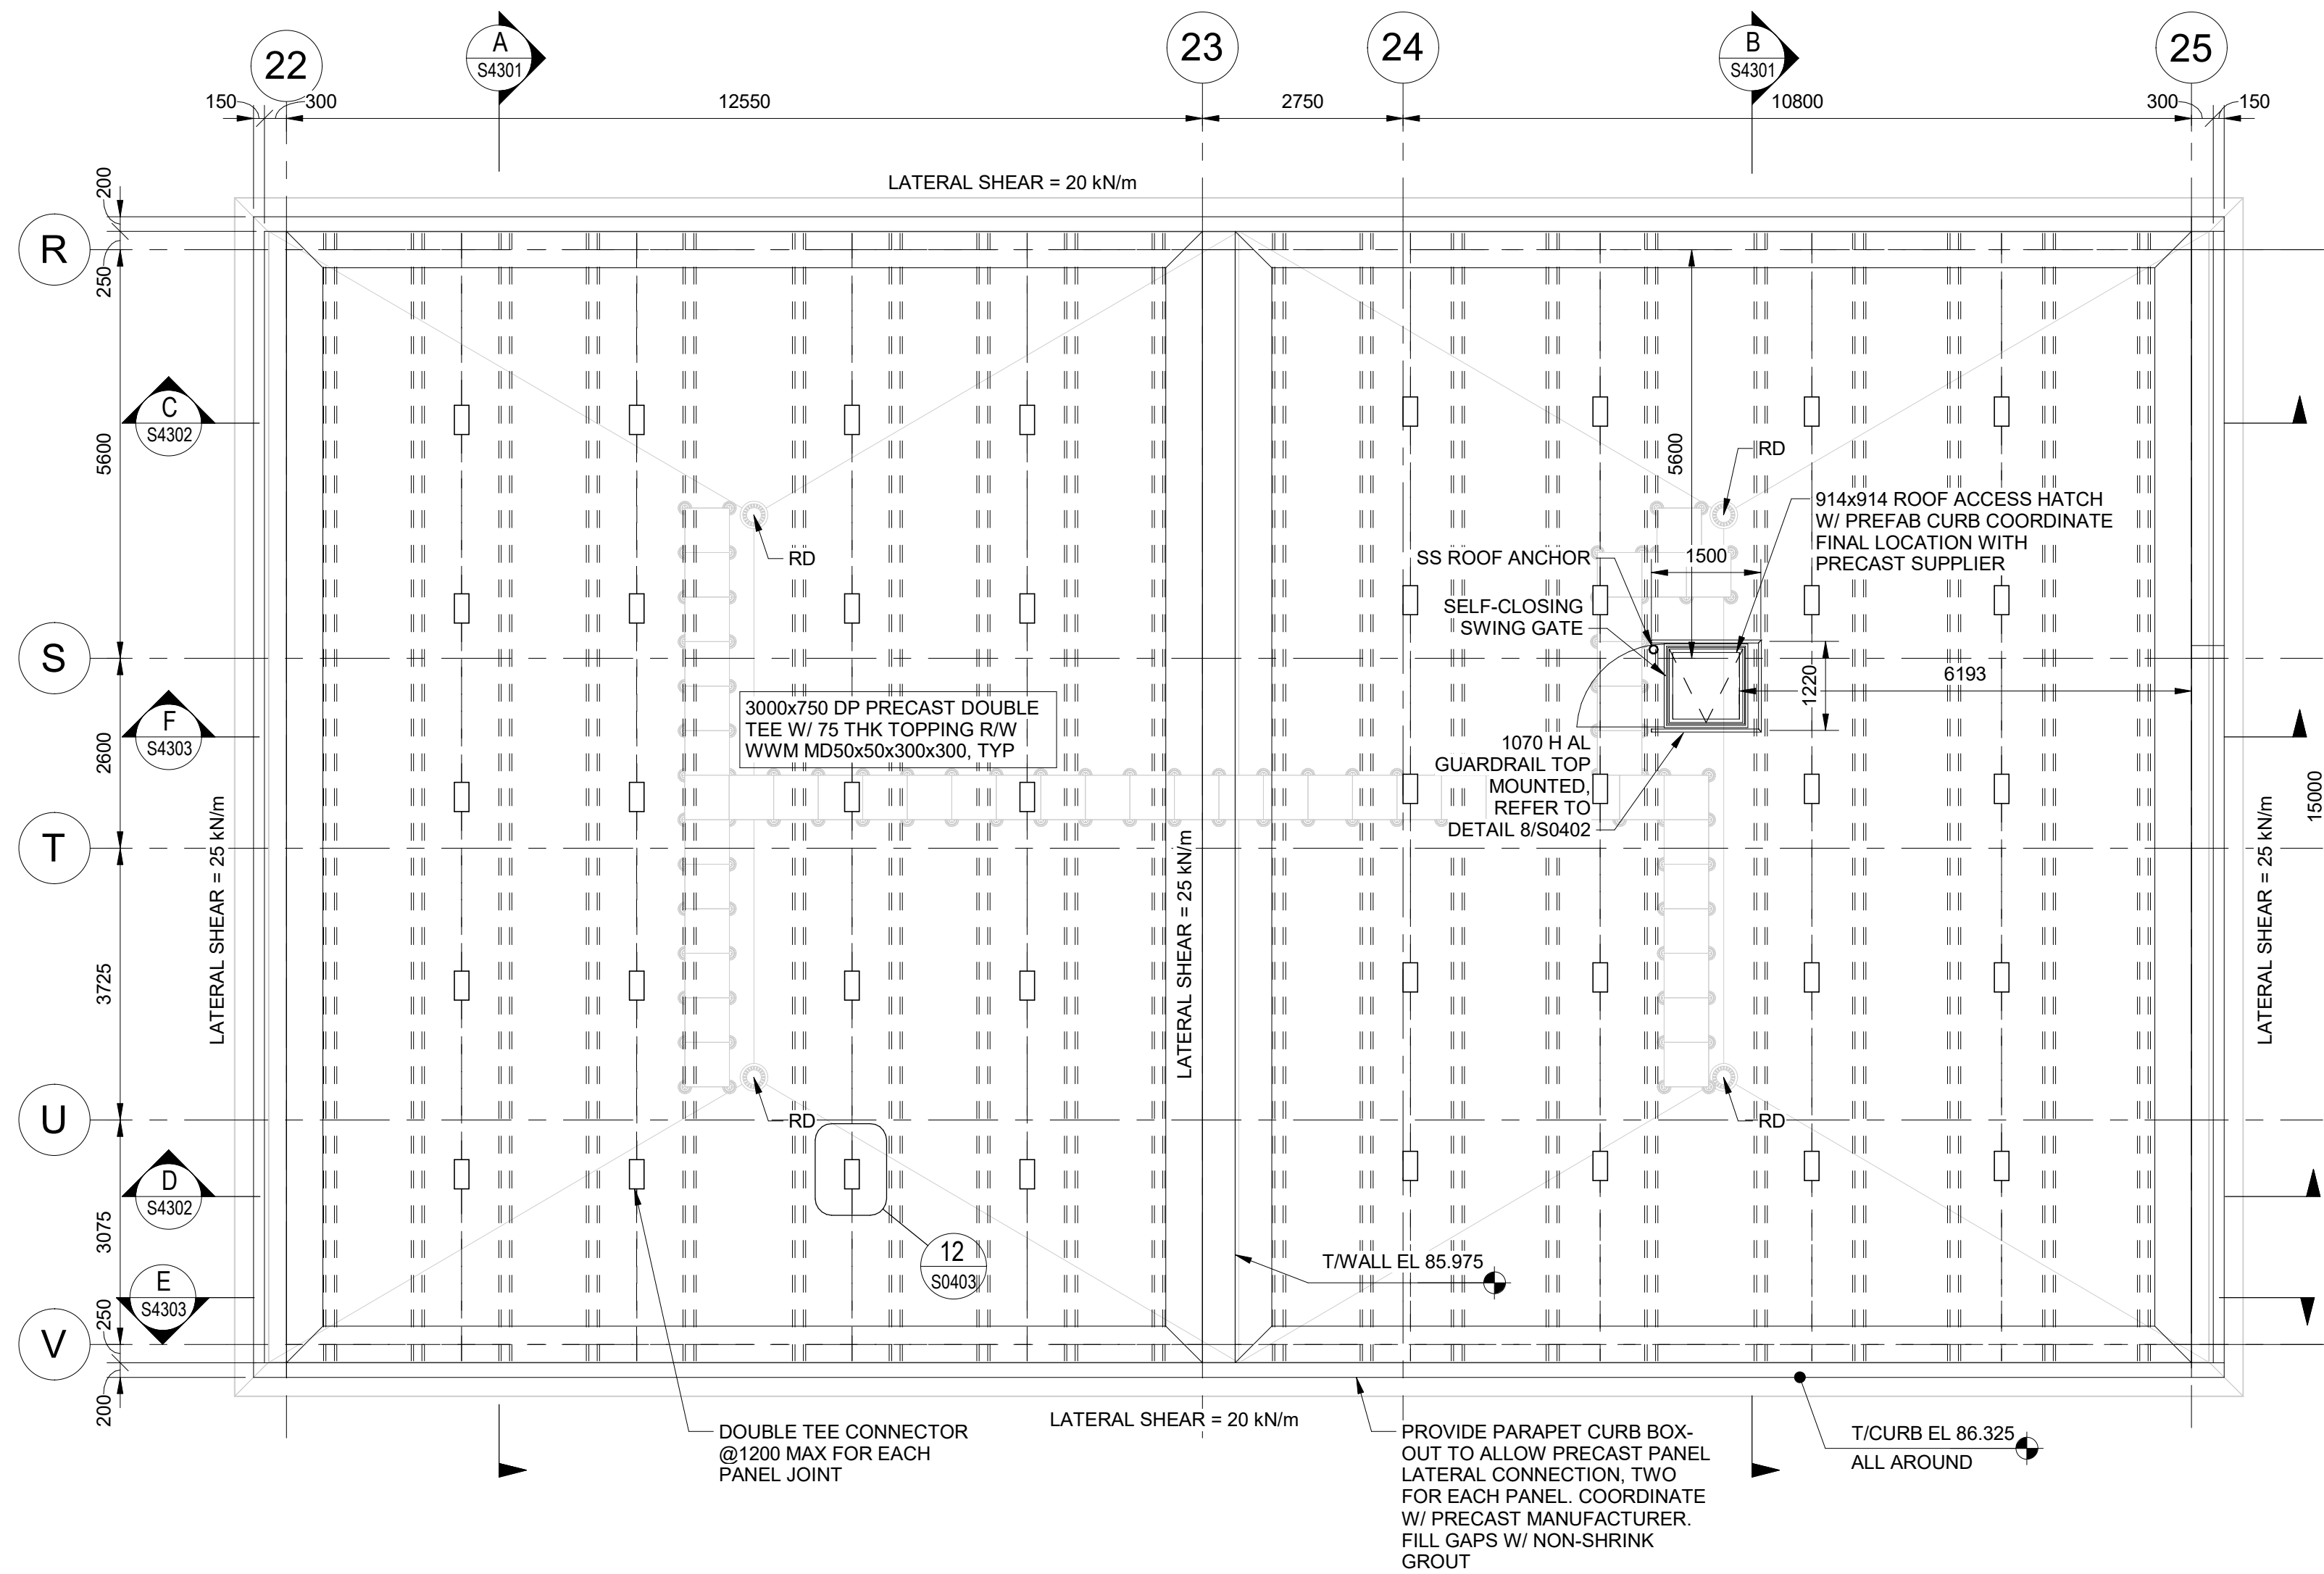 22
A
S4301
23
24
B
S4301
25
150
300
12550
2750
10800
300
150
LATERAL SHEAR = 20 kN/m
200
R
250
C
S4302
5600
5600
RD
914x914 ROOF ACCESS HATCH
W/ PREFAB CURB COORDINATE
FINAL LOCATION WITH
PRECAST SUPPLIER
RD
SS ROOF ANCHOR
1500
SELF-CLOSING
SWING GATE
S
1220
6193
F
S4303
2600
3000x750 DP PRECAST DOUBLE
TEE W/ 75 THK TOPPING R/W
WWM MD50x50x300x300, TYP
1070 H AL
GUARDRAIL TOP
MOUNTED,
REFER TO
DETAIL 8/S0402
15000
T
LATERAL SHEAR = 25 kN/m
LATERAL SHEAR = 25 kN/m
LATERAL SHEAR = 25 kN/m
3725
U
RD
RD
D
S4302
3075
12
S0403
T/WALL EL 85.975
E
S4303
250
V
200
LATERAL SHEAR = 20 kN/m
DOUBLE TEE CONNECTOR
@1200 MAX FOR EACH
PANEL JOINT
PROVIDE PARAPET CURB BOX-
OUT TO ALLOW PRECAST PANEL
LATERAL CONNECTION, TWO
FOR EACH PANEL. COORDINATE
W/ PRECAST MANUFACTURER.
FILL GAPS W/ NON-SHRINK
GROUT
T/CURB EL 86.325
ALL AROUND